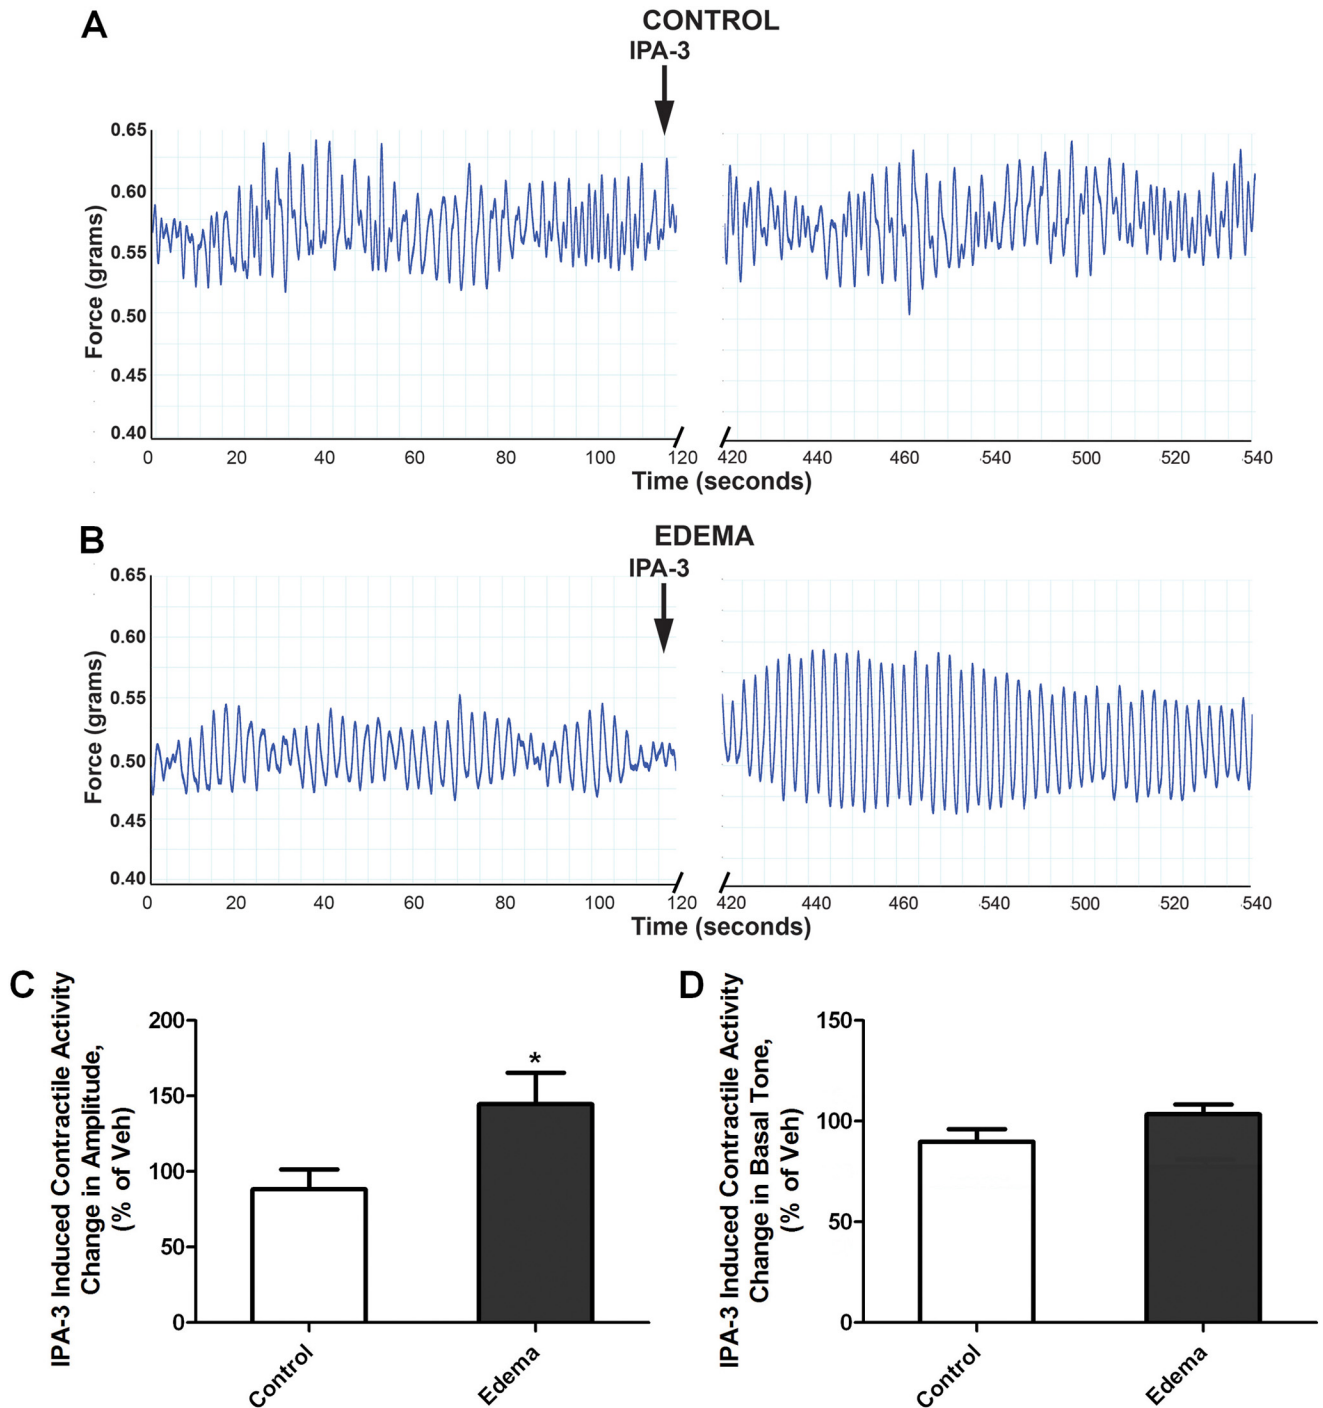 A
CONTROL
IPA-3
Force (grams)
0.65
0.60
0.55
0.50
0.45
0.40
0 20 40 60 80 100 120 420 440 460 540 500 520 540
Time (seconds)
B
EDEMA
IPA-3
Force (grams)
0.65
0.60
0.55
0.50
0.45
0.40
0 20 40 60 80 100 120 420 440 460 540 500 520 540
Time (seconds)
C
IPA-3 Induced Contractile Activity
Change in Amplitude,
(% of Veh)
200
150
100
50
0
*
Control
Edema
D
IPA-3 Induced Contractile Activity
Change in Basal Tone,
(% of Veh)
150
100
50
0
Control
Edema